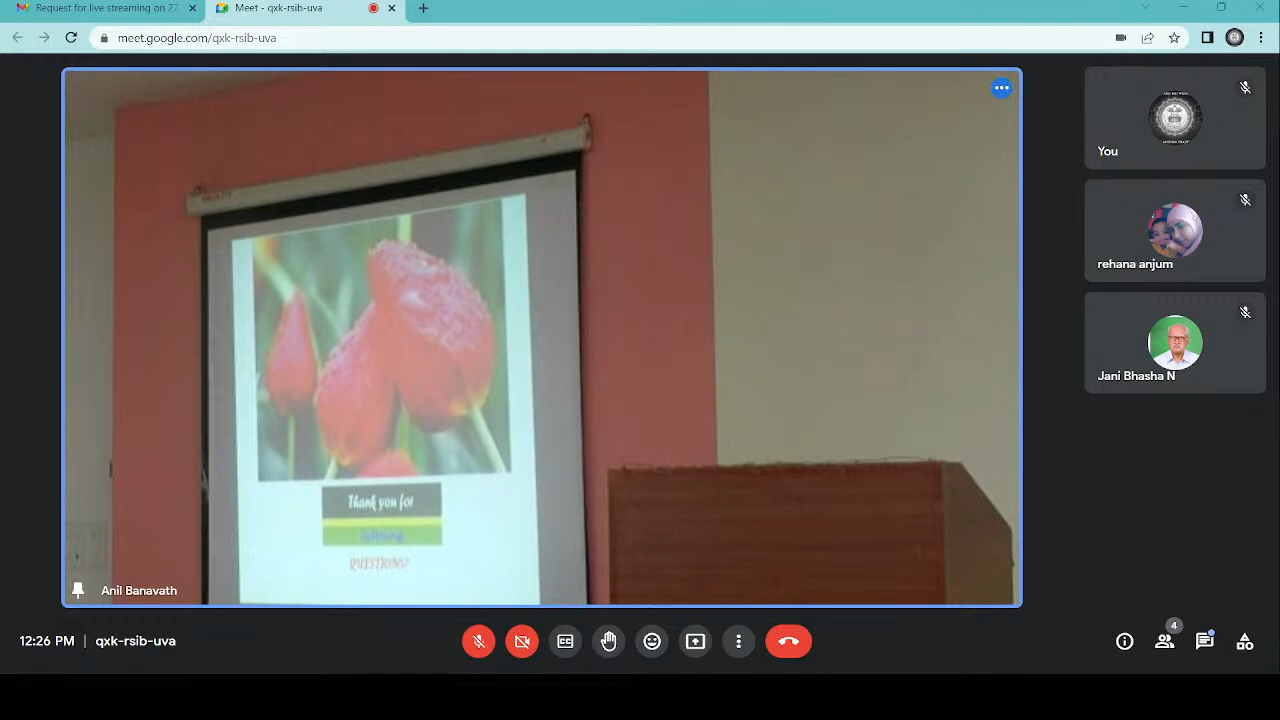 Request for live streaming on 27
Meet - qxk-rsib-uva
meet.google.com/qxk-rsib-uva
You
rehana anjum
Jani Bhasha N
Thank you for
listening
QUESTIONS?
Anil Banavath
12:26 PM | qxk-rsib-uva
4